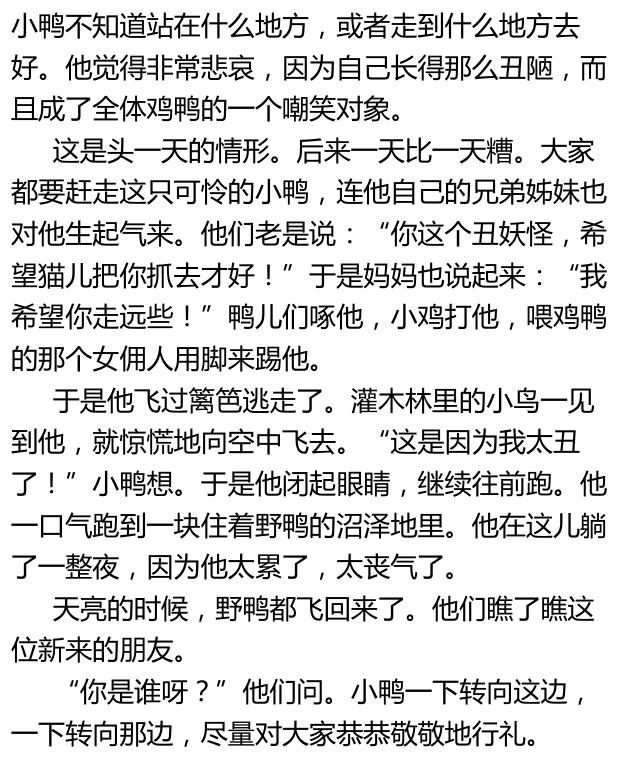 小鸭不知道站在什么地方，或者走到什么地方去
好。他觉得非常悲哀，因为自己长得那么丑陋，而
且成了全体鸡鸭的一个嘲笑对象。
这是头一天的情形。后来一天比一天糟。大家
都要赶走这只可怜的小鸭，连他自己的兄弟姊妹也
对他生起气来。他们老是说：“你这个丑妖怪，希
望猫儿把你抓去才好！”于是妈妈也说起来：“我
希望你走远些！”鸭儿们啄他，小鸡打他，喂鸡鸭
的那个女佣人用脚来踢他。
于是他飞过篱笆逃走了。灌木林里的小鸟一见
到他，就惊慌地向空中飞去。“这是因为我太丑
了！”小鸭想。于是他闭起眼睛，继续往前跑。他
一口气跑到一块住着野鸭的沼泽地里。他在这儿躺
了一整夜，因为他太累了，太丧气了。
天亮的时候，野鸭都飞回来了。他们瞧了瞧这
位新来的朋友。
“你是谁呀？”他们问。小鸭一下转向这边，
一下转向那边，尽量对大家恭恭敬敬地行礼。